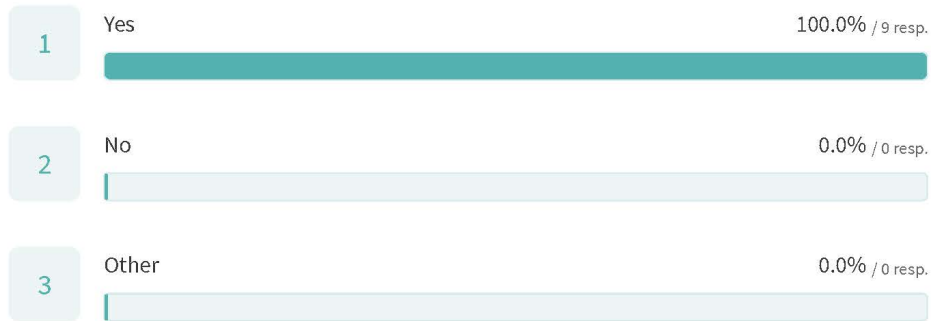 1 Yes 100.0% / 9 resp.
2 No 0.0% / 0 resp.
3 Other 0.0% / 0 resp.